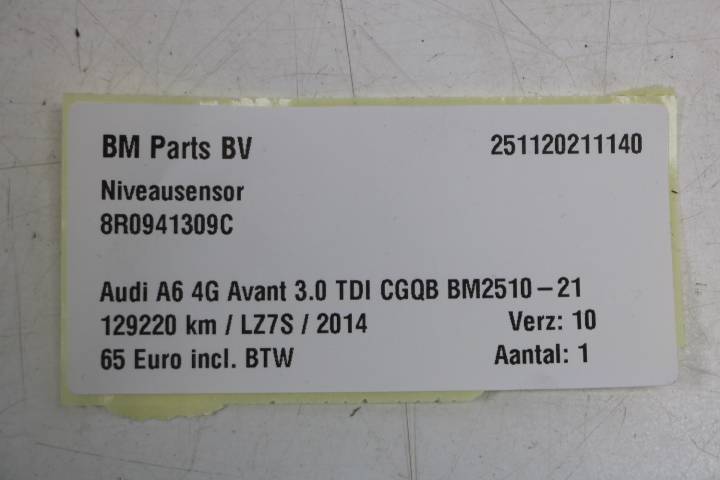 BM Parts BV 251120211140
Niveausensor
8R0941309C
Audi A6 4G Avant 3.0 TDI CGQB BM2510-21
129220 km / LZ7S / 2014 Verz: 10
65 Euro incl. BTW Aantal: 1